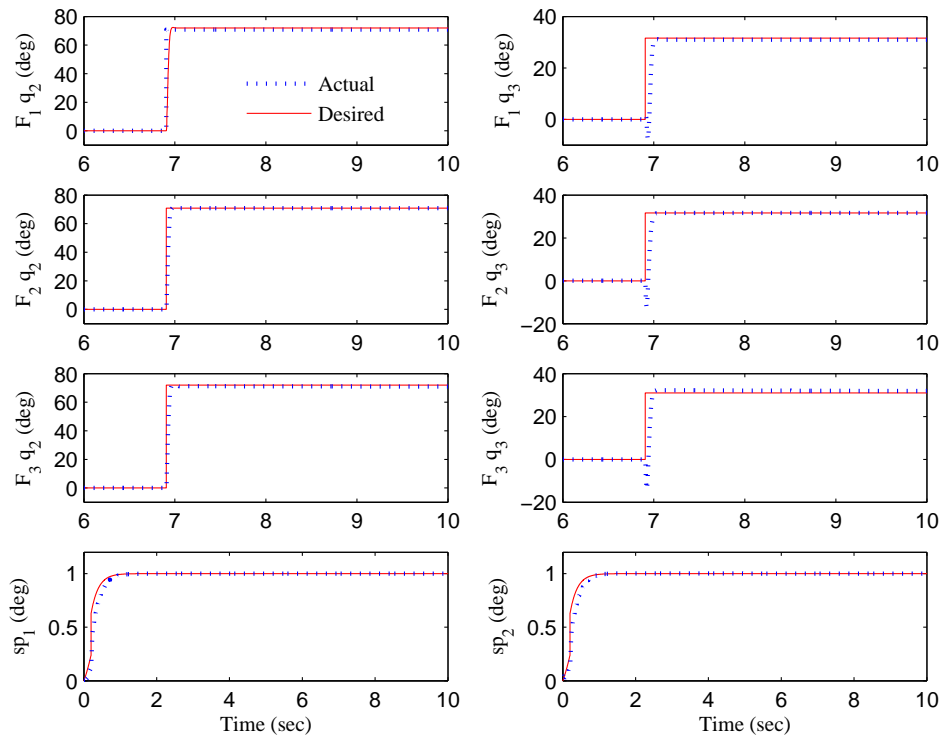 80
60
40
20
0
F₁ q₂ (deg)
Actual
Desired
6 7 8 9 10
40
20
0
F₁ q₃ (deg)
6 7 8 9 10
80
60
40
20
0
F₂ q₂ (deg)
6 7 8 9 10
40
20
0
−20
F₂ q₃ (deg)
6 7 8 9 10
80
60
40
20
0
F₃ q₂ (deg)
6 7 8 9 10
40
20
0
−20
F₃ q₃ (deg)
6 7 8 9 10
1
0.5
0
sp₁ (deg)
0 2 4 6 8 10
Time (sec)
1
0.5
0
sp₂ (deg)
0 2 4 6 8 10
Time (sec)